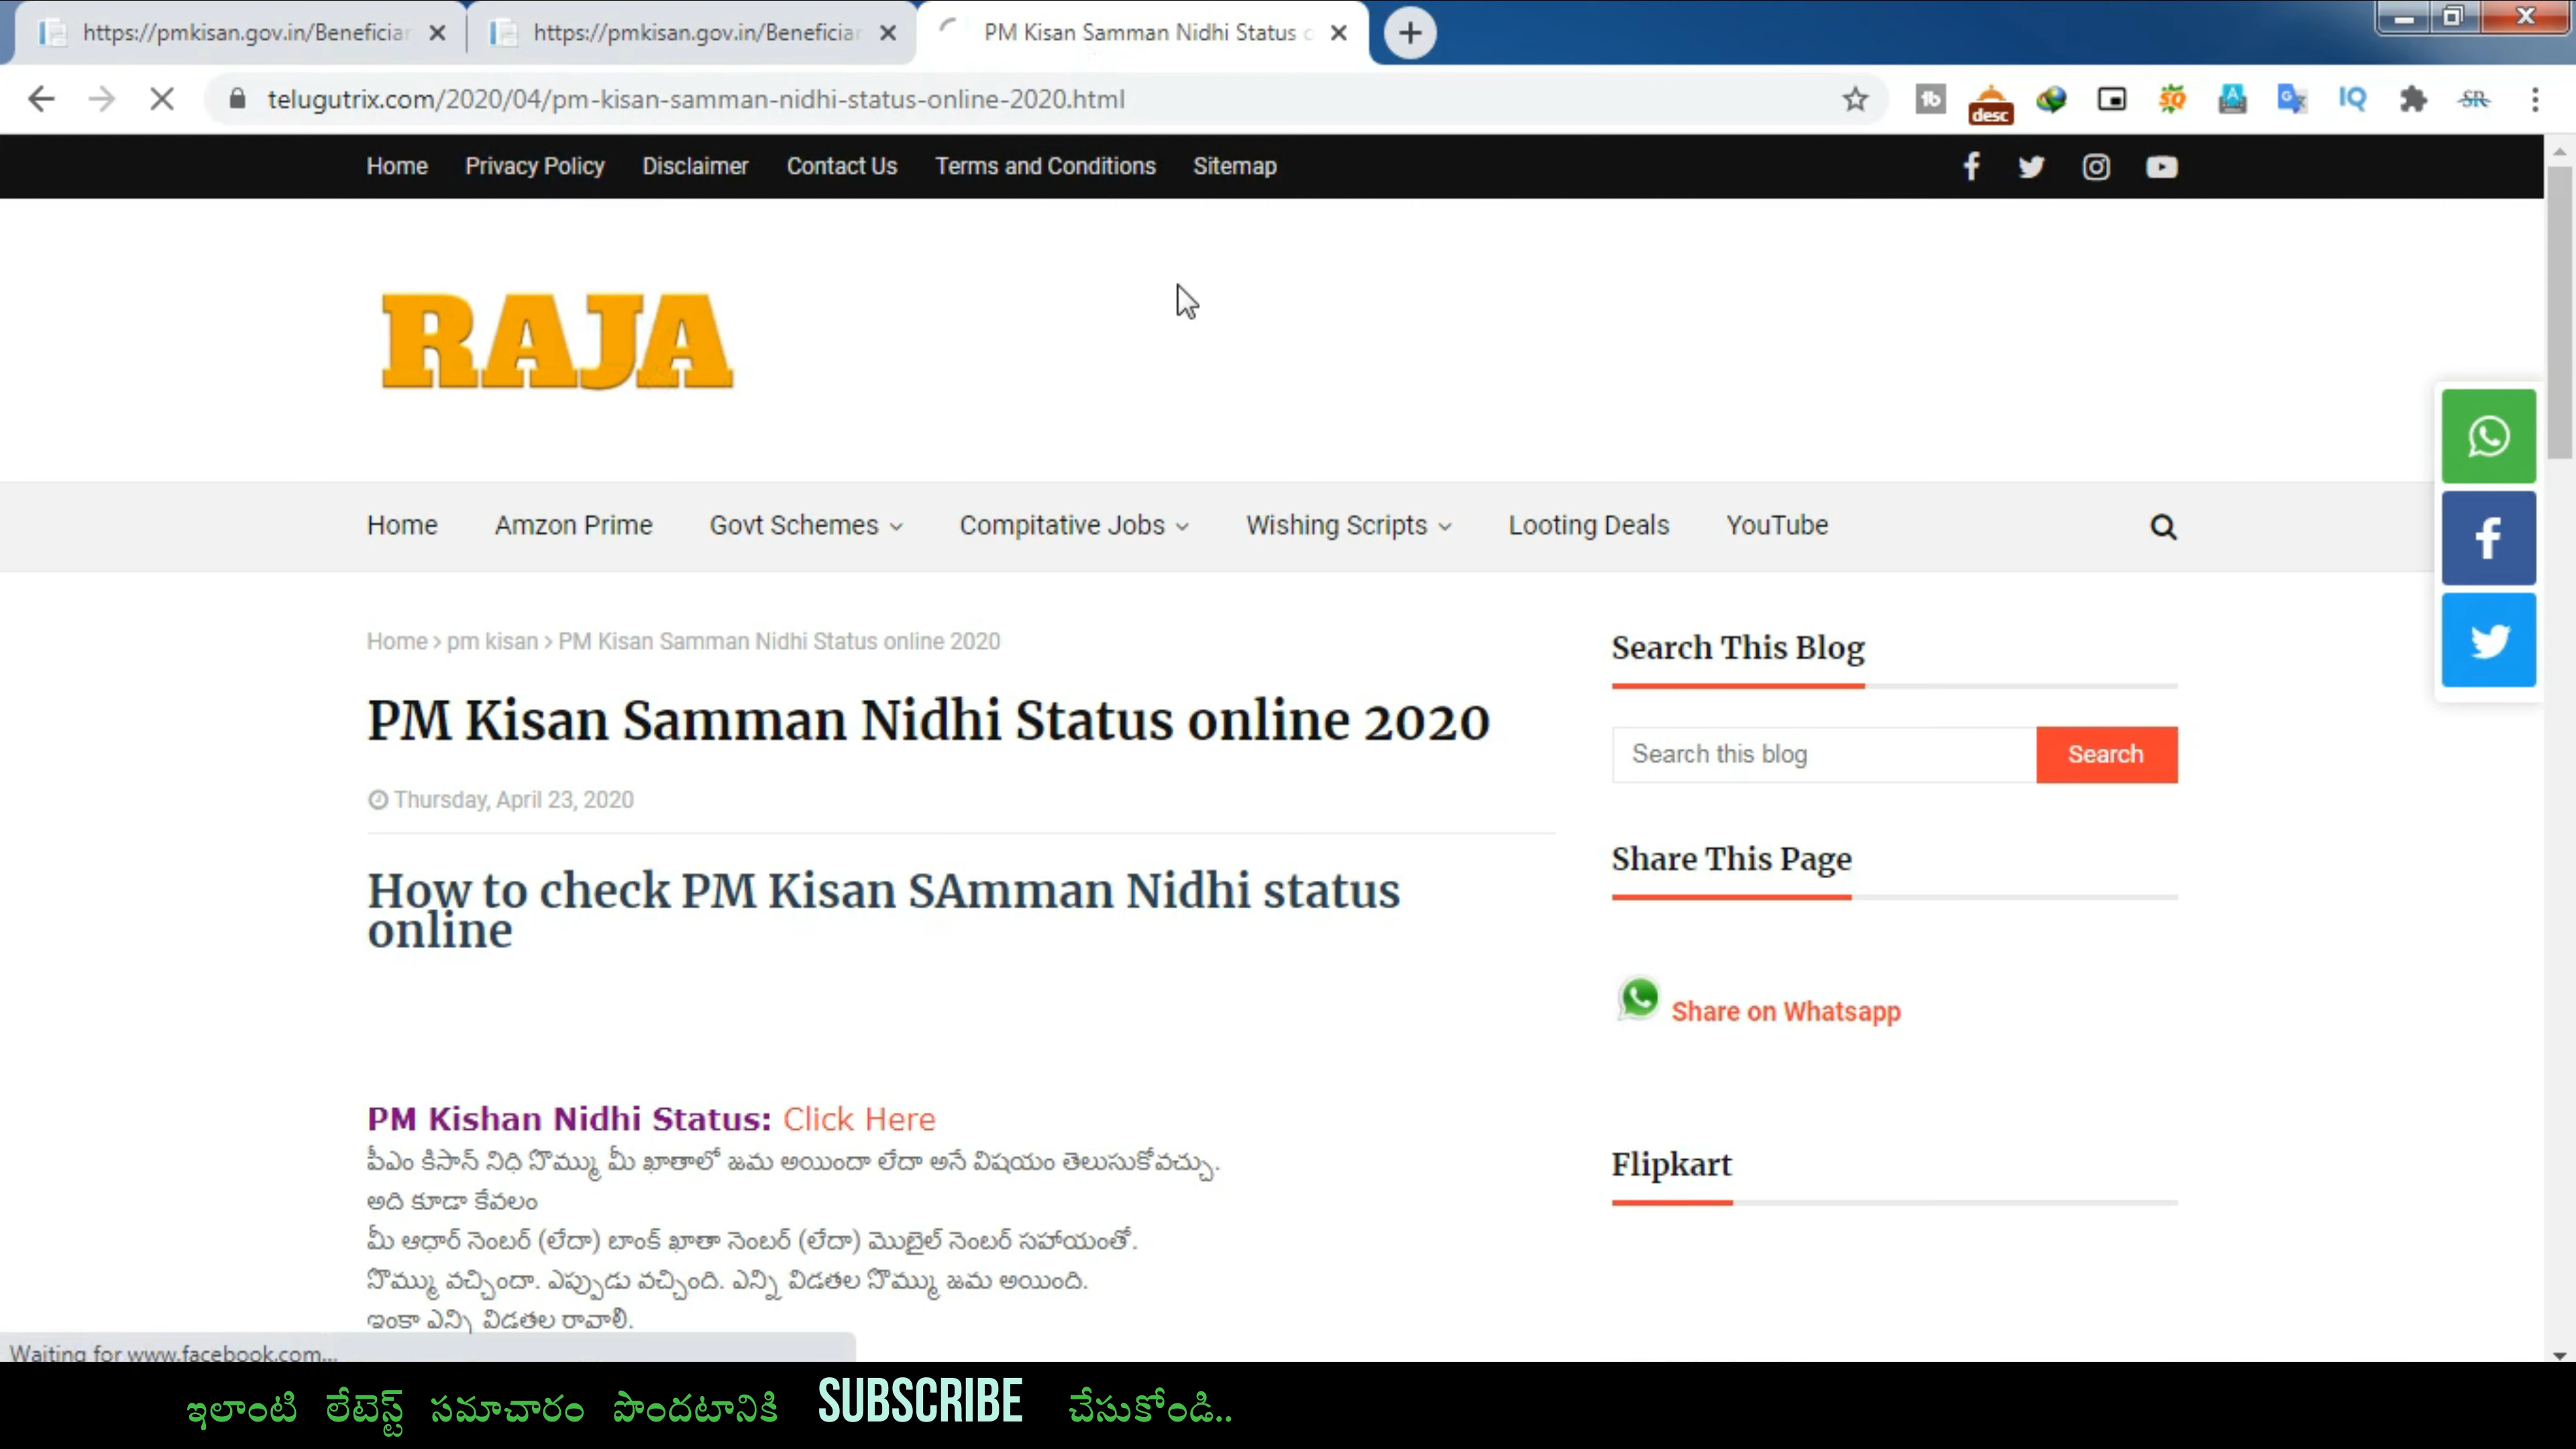 https://pmkisan.gov.in/Beneficiar
https://pmkisan.gov.in/Beneficiar
PM Kisan Samman Nidhi Status o
telugutrix.com/2020/04/pm-kisan-samman-nidhi-status-online-2020.html
desc
IQ
SR
Home Privacy Policy Disclaimer Contact Us Terms and Conditions Sitemap
RAJA
Home Amzon Prime Govt Schemes Compitative Jobs Wishing Scripts Looting Deals YouTube
Home > pm kisan > PM Kisan Samman Nidhi Status online 2020
PM Kisan Samman Nidhi Status online 2020
Thursday, April 23, 2020
How to check PM Kisan SAmman Nidhi status
online
PM Kishan Nidhi Status: Click Here
పీఎం కిసాన్ నిధి సొమ్ము మీ ఖాతాలో జమ అయిందా లేదా అనే విషయం తెలుసుకోవచ్చు.
అది కూడా కేవలం
మీ ఆధార్ నెంబర్ (లేదా) బాంక్ ఖాతా నెంబర్ (లేదా) మొబైల్ నెంబర్ సహాయంతో.
సొమ్ము వచ్చిందా. ఎప్పుడు వచ్చింది. ఎన్ని విడతల సొమ్ము జమ అయింది.
ఇంకా ఎన్ని విడతల రావాలి.
Search This Blog
Search this blog Search
Share This Page
Share on Whatsapp
Flipkart
Waiting for www.facebook.com...
ఇలాంటి లేటెస్ట్ సమాచారం పొందటానికి SUBSCRIBE చేసుకోండి..